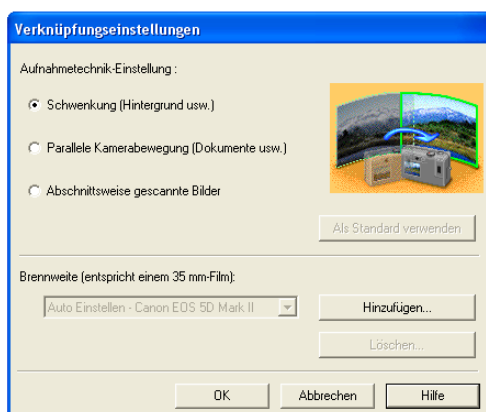 Verknüpfungseinstellungen
Aufnahmetechnik-Einstellung :
Schwenkung (Hintergrund usw.)
Parallele Kamerabewegung (Dokumente usw.)
Abschnittsweise gescannte Bilder
Als Standard verwenden
Brennweite (entspricht einem 35 mm-Film):
Auto Einstellen - Canon EOS 5D Mark II
Hinzufügen...
Löschen...
OK
Abbrechen
Hilfe